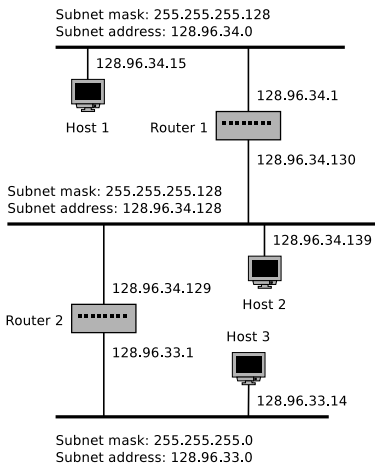 Subnet mask: 255.255.255.128
Subnet address: 128.96.34.0
128.96.34.15
128.96.34.1
Host 1
Router 1
128.96.34.130
Subnet mask: 255.255.255.128
Subnet address: 128.96.34.128
128.96.34.139
128.96.34.129
Host 2
Router 2
Host 3
128.96.33.1
128.96.33.14
Subnet mask: 255.255.255.0
Subnet address: 128.96.33.0